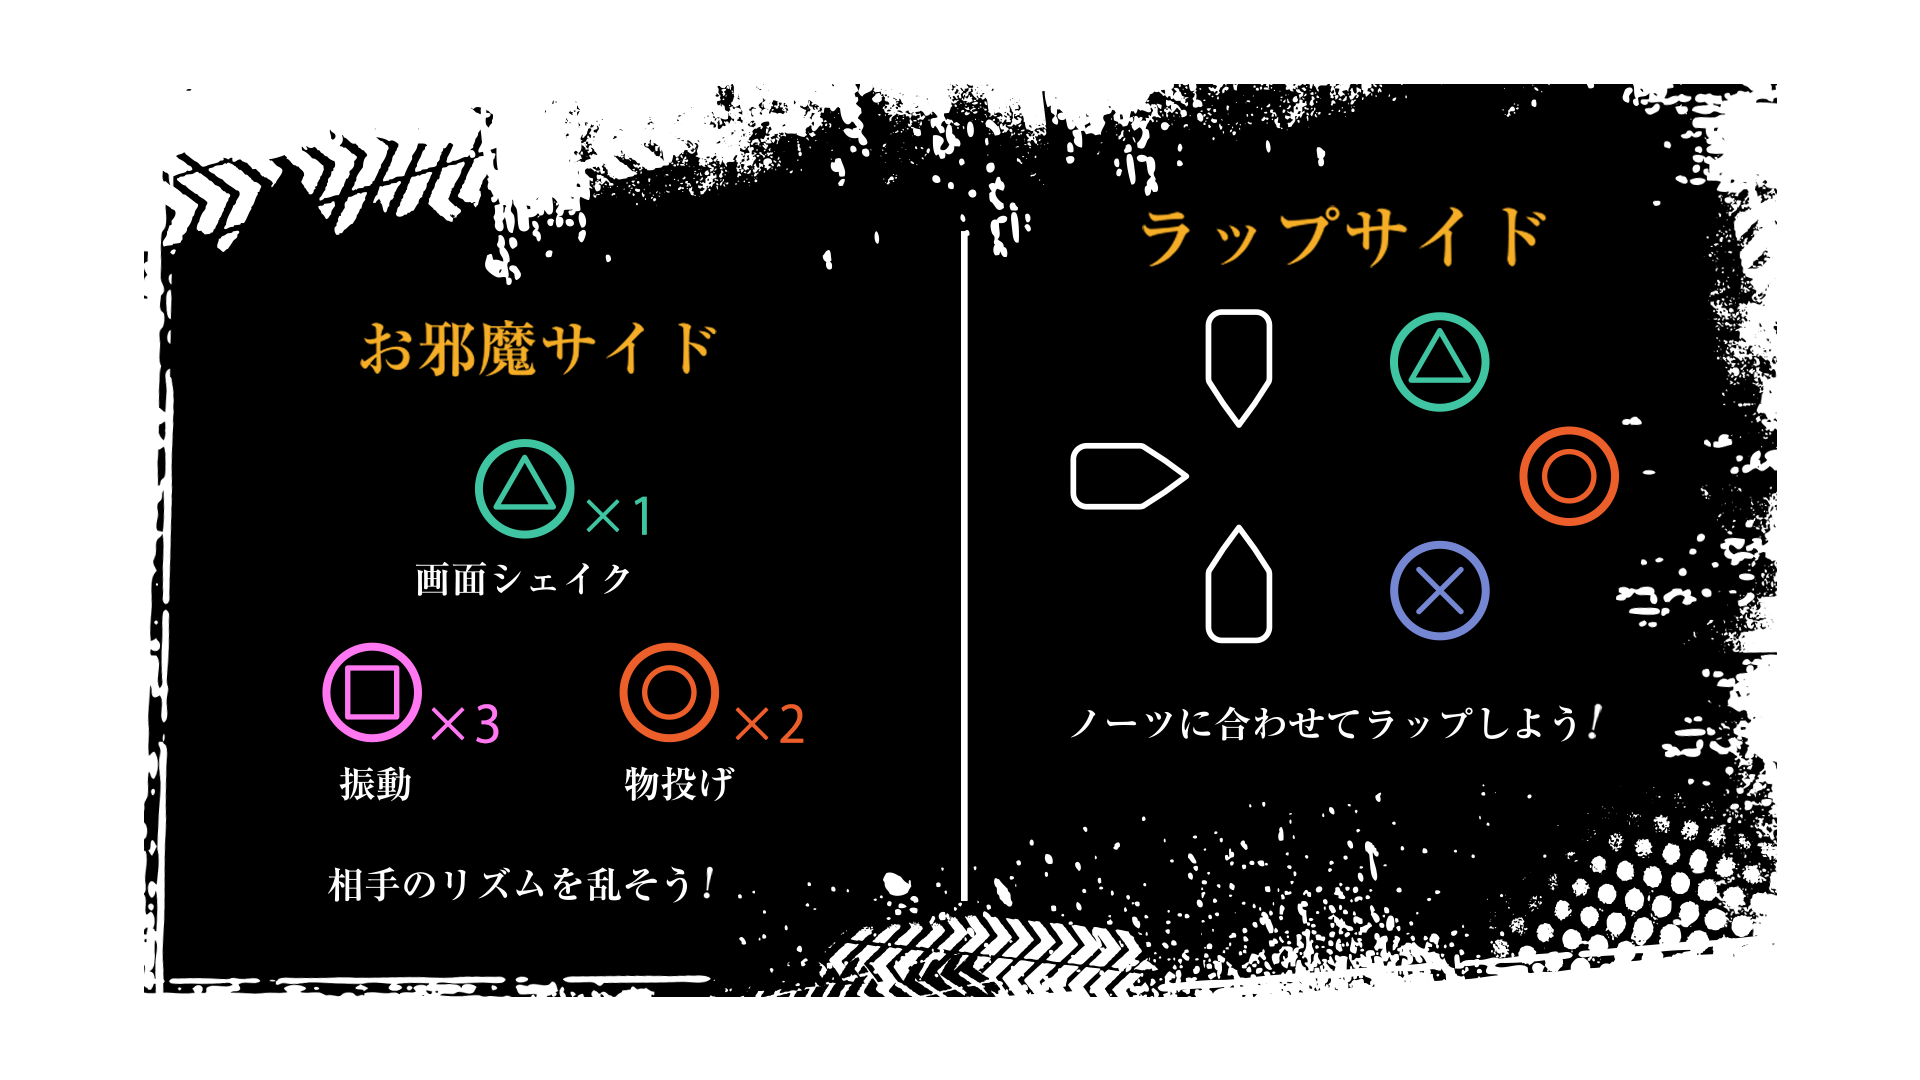 お邪魔サイド
×1
画面シェイク
×3
×2
振動
物投げ
相手のリズムを乱そう!
ラップサイド
ノーツに合わせてラップしよう!